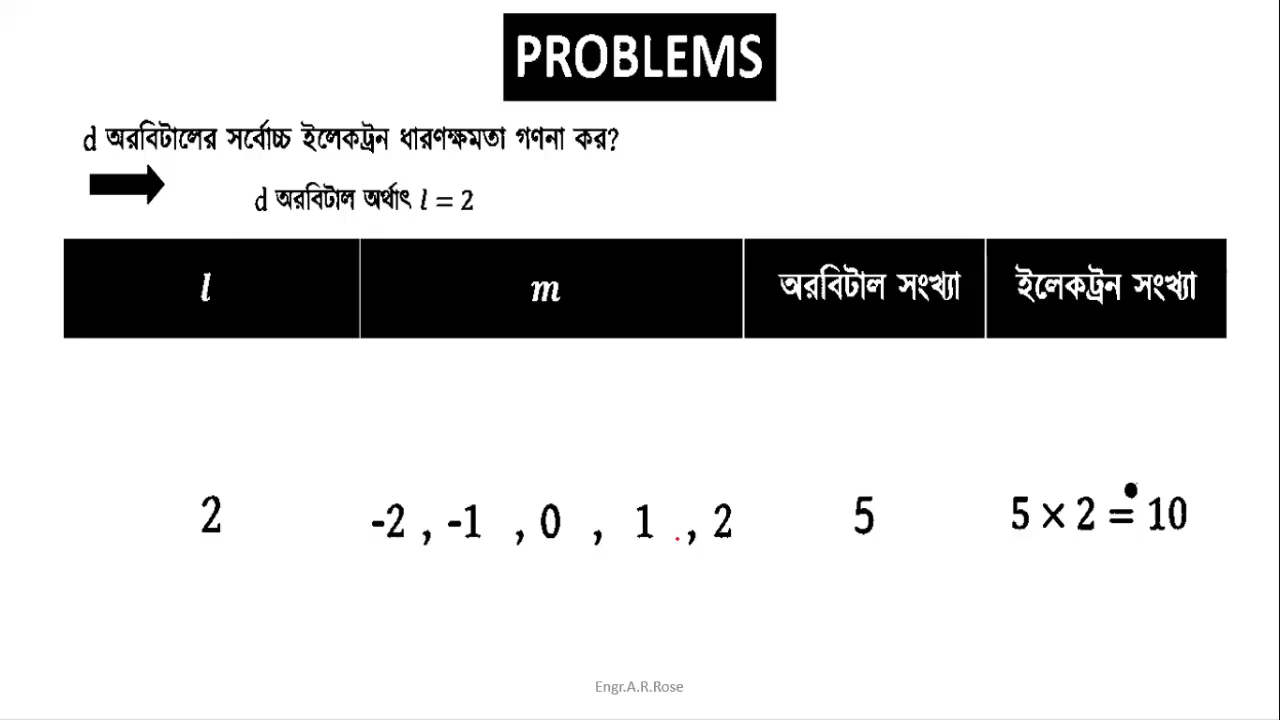 PROBLEMS
d অরবিটালের সর্বোচ্চ ইলেকট্রন ধারণক্ষমতা গণনা কর?
d অরবিটাল অর্থাৎ l = 2
l m অরবিটাল সংখ্যা ইলেকট্রন সংখ্যা
2 -2 , -1 , 0 , 1 , 2 5 5 × 2 = 10
Engr.A.R.Rose